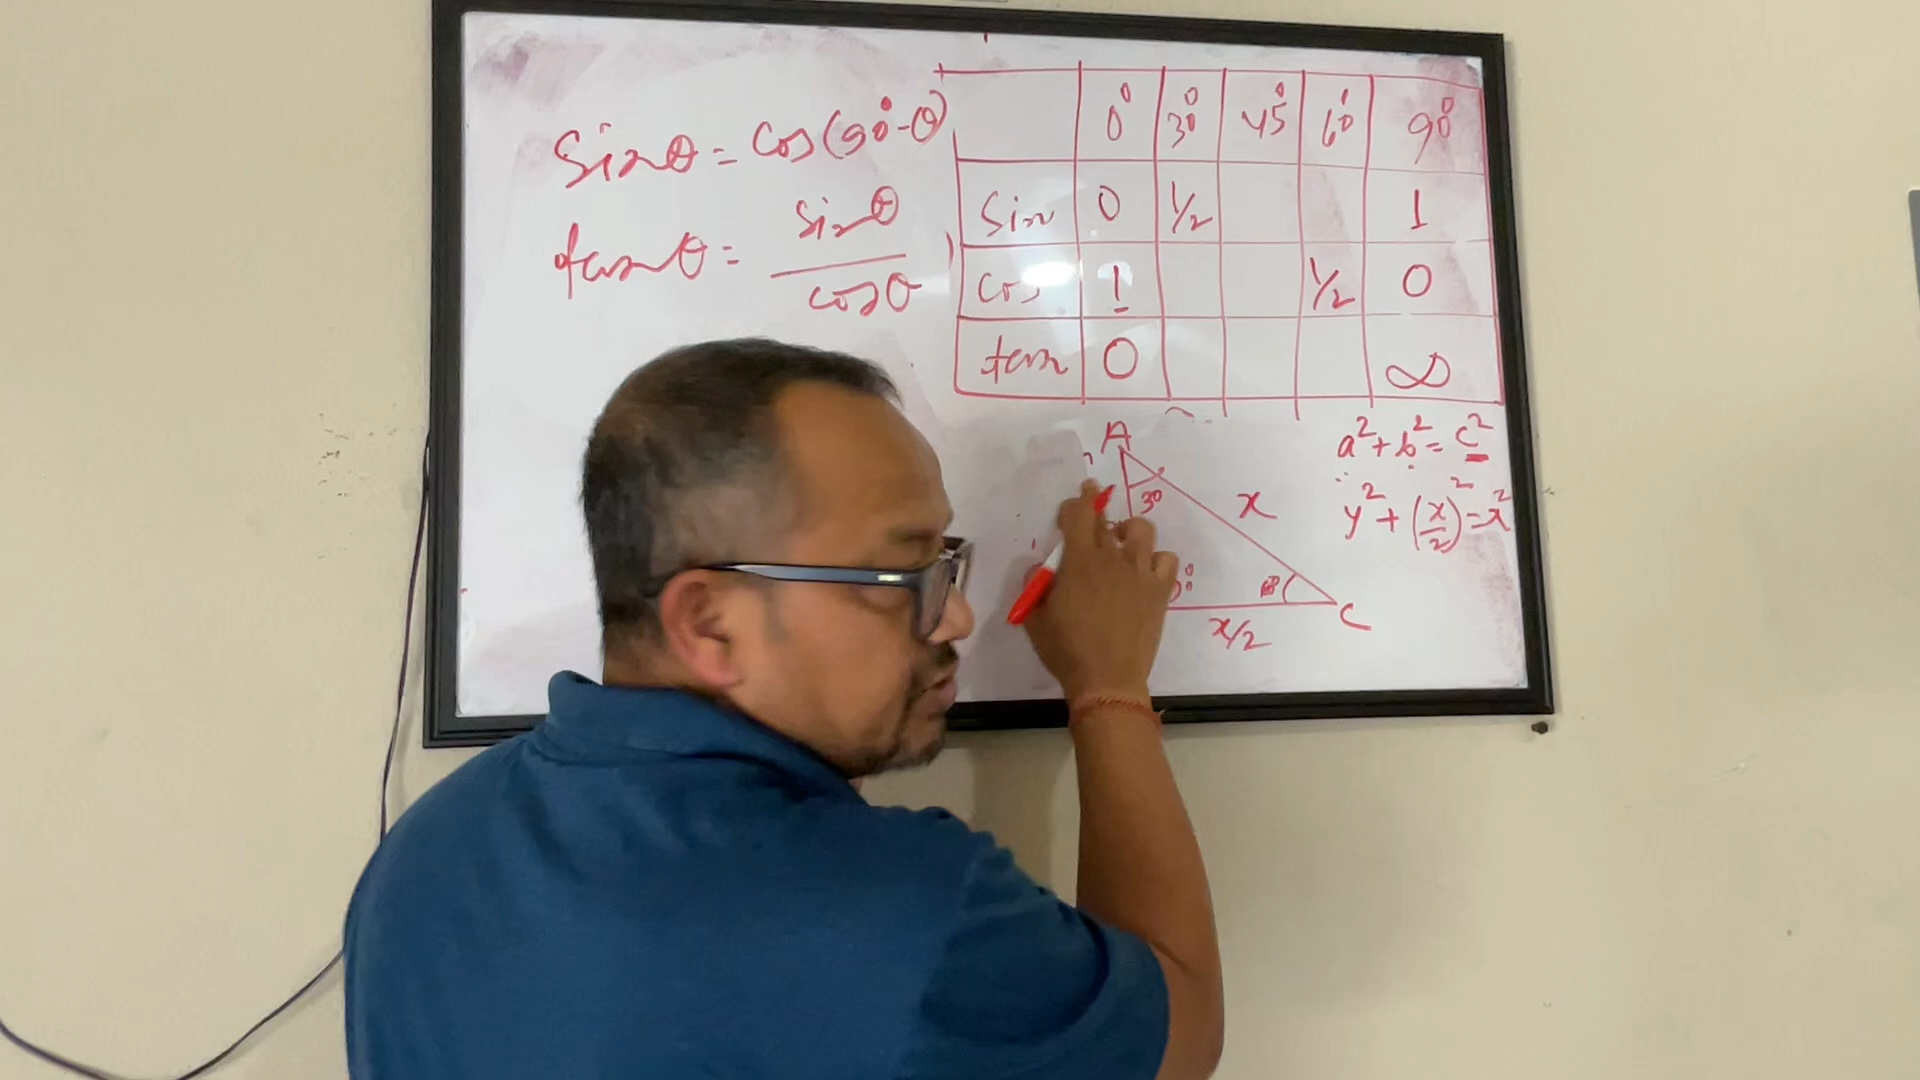 Sinθ = Cos(90°-θ)
tanθ = sinθ/cosθ
0° 30° 45° 60° 90°
Sin 0 1/2 1
Cos 1 1/2 0
tan 0 ∞
A
30
x
60
C
x/2
a² + b² = c²
y² + (x/2)² = x²